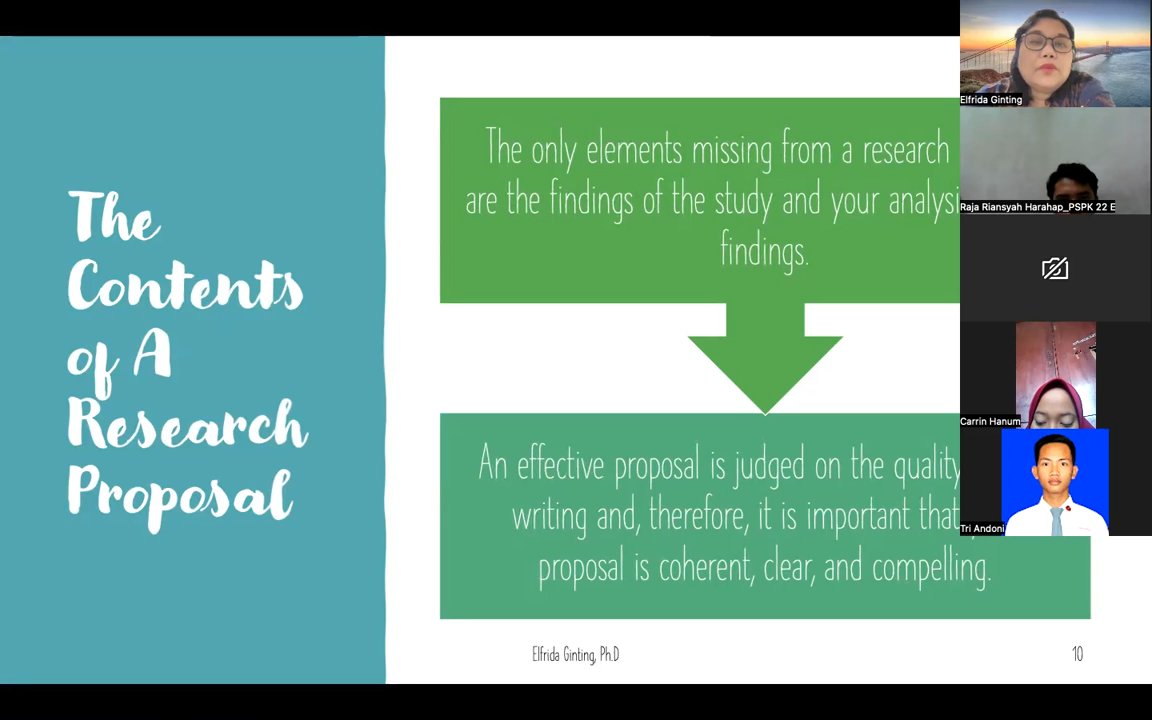 The
Contents
of A
Research
Proposal
The only elements missing from a research
are the findings of the study and your
findings.
An effective proposal is judged on the quality
writing and, therefore, it is important that
proposal is coherent, clear, and compelling.
Elfrida Ginting, Ph.D
10
Elfrida Ginting
Raja Riansyah Harahap_PSPK 22 E
Carrin Hanum
Tri Andoni